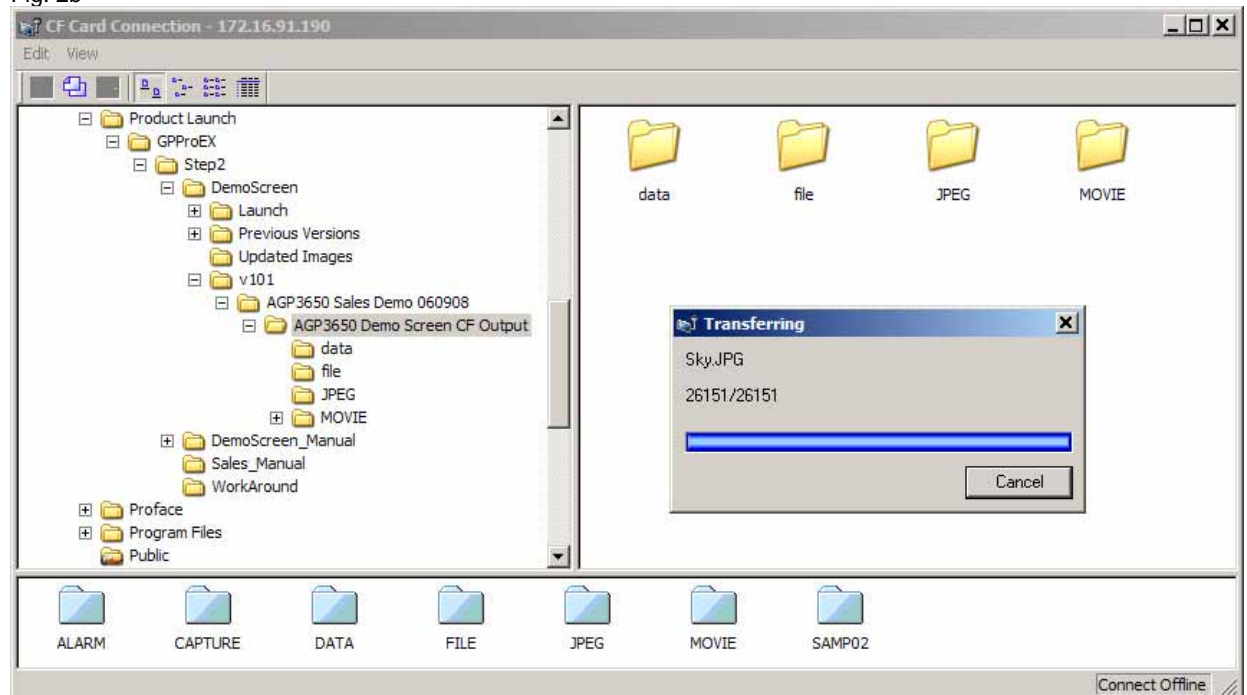 CF Card Connection - 172.16.91.190
Edit View
Product Launch
GPProEX
Step2
DemoScreen
Launch
Previous Versions
Updated Images
v101
AGP3650 Sales Demo 060908
AGP3650 Demo Screen CF Output
data
file
JPEG
MOVIE
DemoScreen_Manual
Sales_Manual
WorkAround
Proface
Program Files
Public
data file JPEG MOVIE
Transferring
Sky.JPG
26151/26151
Cancel
ALARM CAPTURE DATA FILE JPEG MOVIE SAMP02
Connect Offline